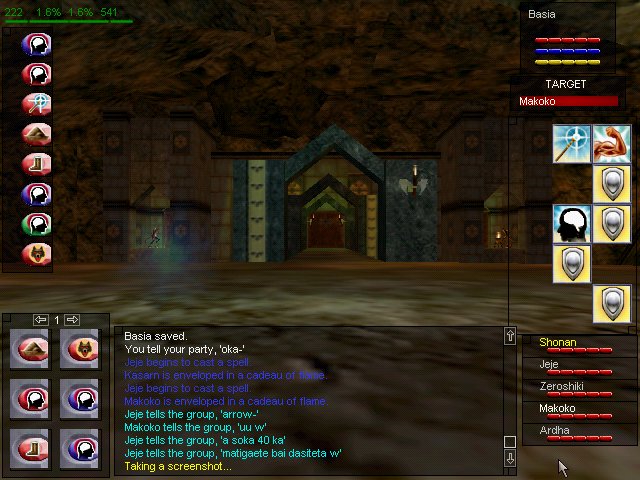 222 1.6% 1.6% 541
Basia
TARGET
Makoko
1
Basia saved.
You tell your party, 'oka-'
Jeje begins to cast a spell.
Kasarn is enveloped in a cadeau of flame.
Jeje begins to cast a spell.
Makoko is enveloped in a cadeau of flame.
Jeje tells the group, 'arrow-'
Makoko tells the group, 'uu w'
Jeje tells the group, 'a soka 40 ka'
Jeje tells the group, 'matigaete bai dasiteta w'
Taking a screenshot...
Shonan
Jeje
Zeroshiki
Makoko
Ardha